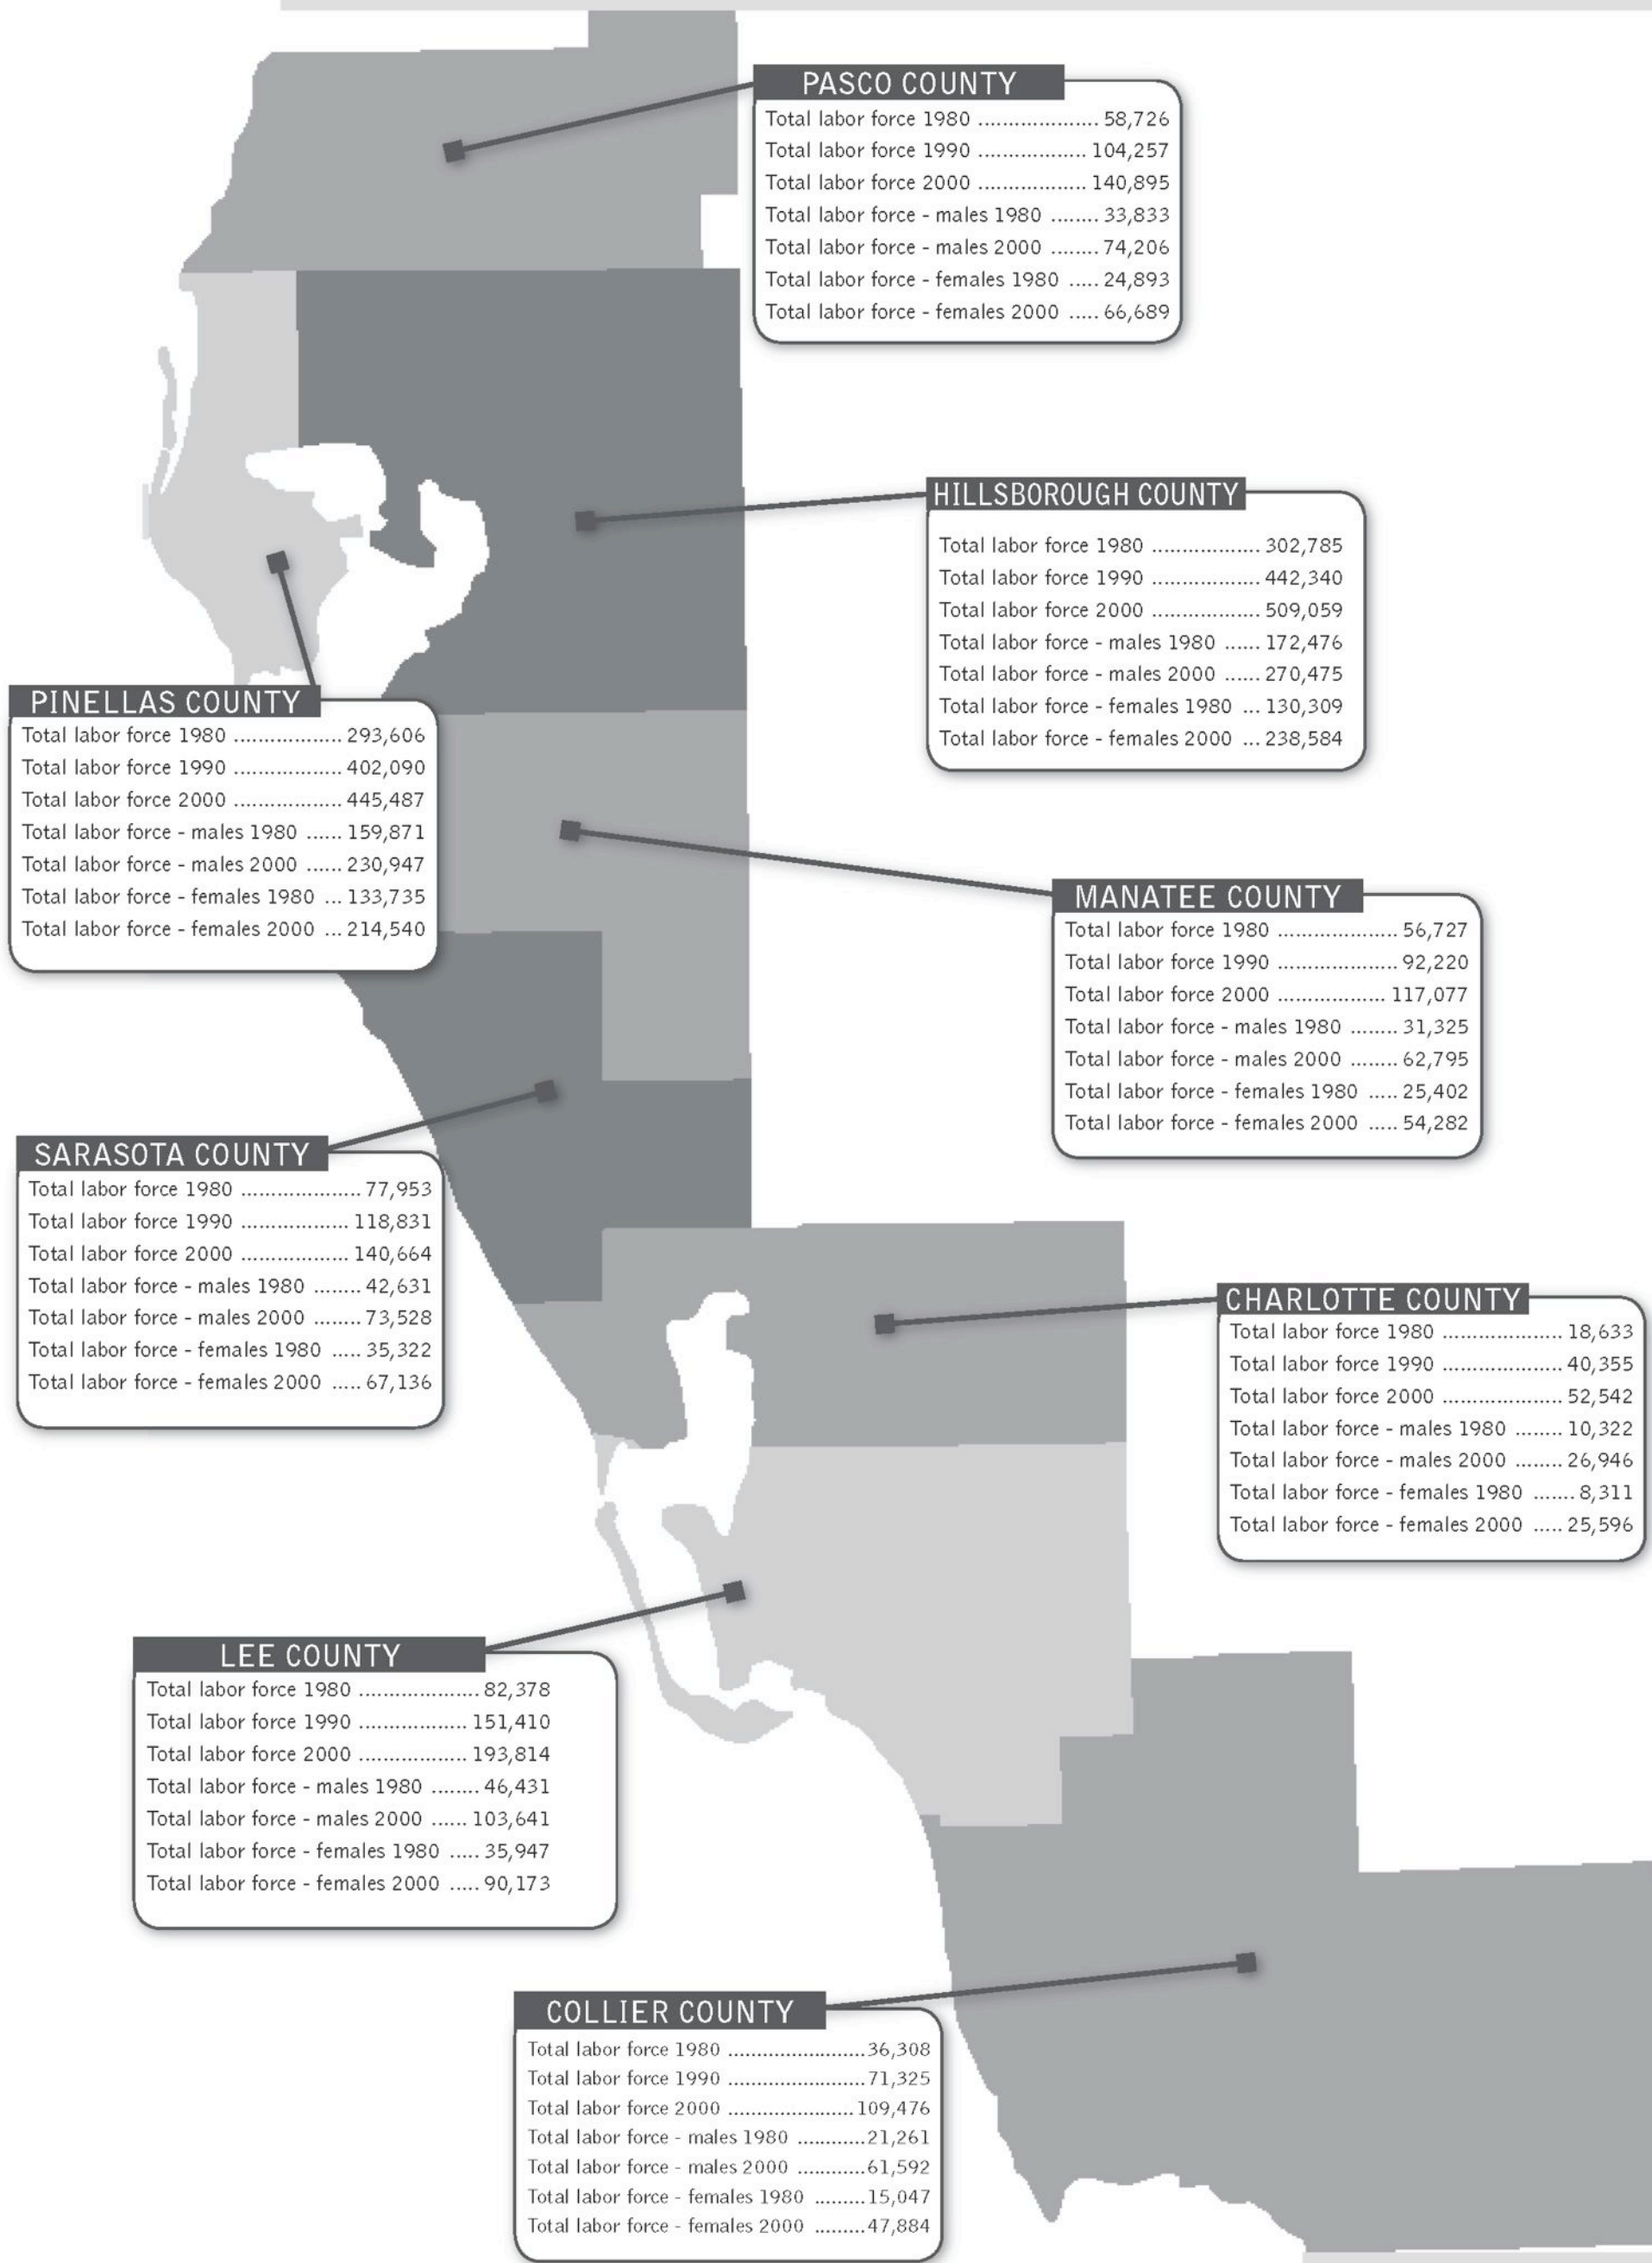 PASCO COUNTY
Total labor force 1980 ................... 58,726
Total labor force 1990 ................. 104,257
Total labor force 2000 ................. 140,895
Total labor force - males 1980 ........ 33,833
Total labor force - males 2000 ........ 74,206
Total labor force - females 1980 ..... 24,893
Total labor force - females 2000 ..... 66,689
HILLSBOROUGH COUNTY
Total labor force 1980 ................. 302,785
Total labor force 1990 ................. 442,340
Total labor force 2000 ................. 509,059
Total labor force - males 1980 ...... 172,476
Total labor force - males 2000 ...... 270,475
Total labor force - females 1980 ... 130,309
Total labor force - females 2000 ... 238,584
PINELLAS COUNTY
Total labor force 1980 ................. 293,606
Total labor force 1990 ................. 402,090
Total labor force 2000 ................. 445,487
Total labor force - males 1980 ...... 159,871
Total labor force - males 2000 ...... 230,947
Total labor force - females 1980 ... 133,735
Total labor force - females 2000 ... 214,540
MANATEE COUNTY
Total labor force 1980 ................... 56,727
Total labor force 1990 ................... 92,220
Total labor force 2000 ................. 117,077
Total labor force - males 1980 ........ 31,325
Total labor force - males 2000 ........ 62,795
Total labor force - females 1980 ..... 25,402
Total labor force - females 2000 ..... 54,282
SARASOTA COUNTY
Total labor force 1980 ................... 77,953
Total labor force 1990 ................. 118,831
Total labor force 2000 ................. 140,664
Total labor force - males 1980 ........ 42,631
Total labor force - males 2000 ........ 73,528
Total labor force - females 1980 ..... 35,322
Total labor force - females 2000 ..... 67,136
CHARLOTTE COUNTY
Total labor force 1980 ................... 18,633
Total labor force 1990 ................... 40,355
Total labor force 2000 ................... 52,542
Total labor force - males 1980 ........ 10,322
Total labor force - males 2000 ........ 26,946
Total labor force - females 1980 ....... 8,311
Total labor force - females 2000 ..... 25,596
LEE COUNTY
Total labor force 1980 ................... 82,378
Total labor force 1990 ................. 151,410
Total labor force 2000 ................. 193,814
Total labor force - males 1980 ........ 46,431
Total labor force - males 2000 ...... 103,641
Total labor force - females 1980 ..... 35,947
Total labor force - females 2000 ..... 90,173
COLLIER COUNTY
Total labor force 1980 .......................36,308
Total labor force 1990 .......................71,325
Total labor force 2000 .....................109,476
Total labor force - males 1980 ............21,261
Total labor force - males 2000 ............61,592
Total labor force - females 1980 .........15,047
Total labor force - females 2000 .........47,884